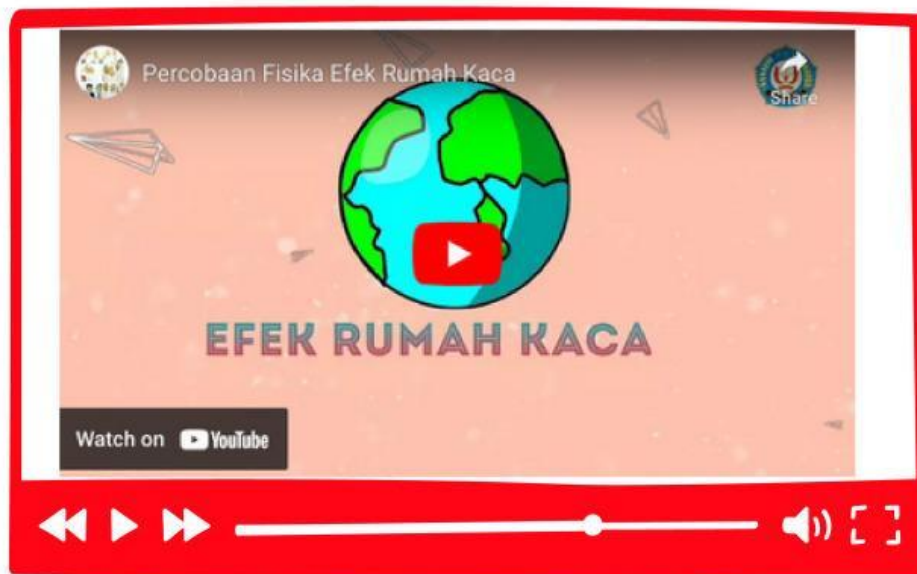 Percobaan Fisika Efek Rumah Kaca
Share
EFEK RUMAH KACA
Watch on YouTube